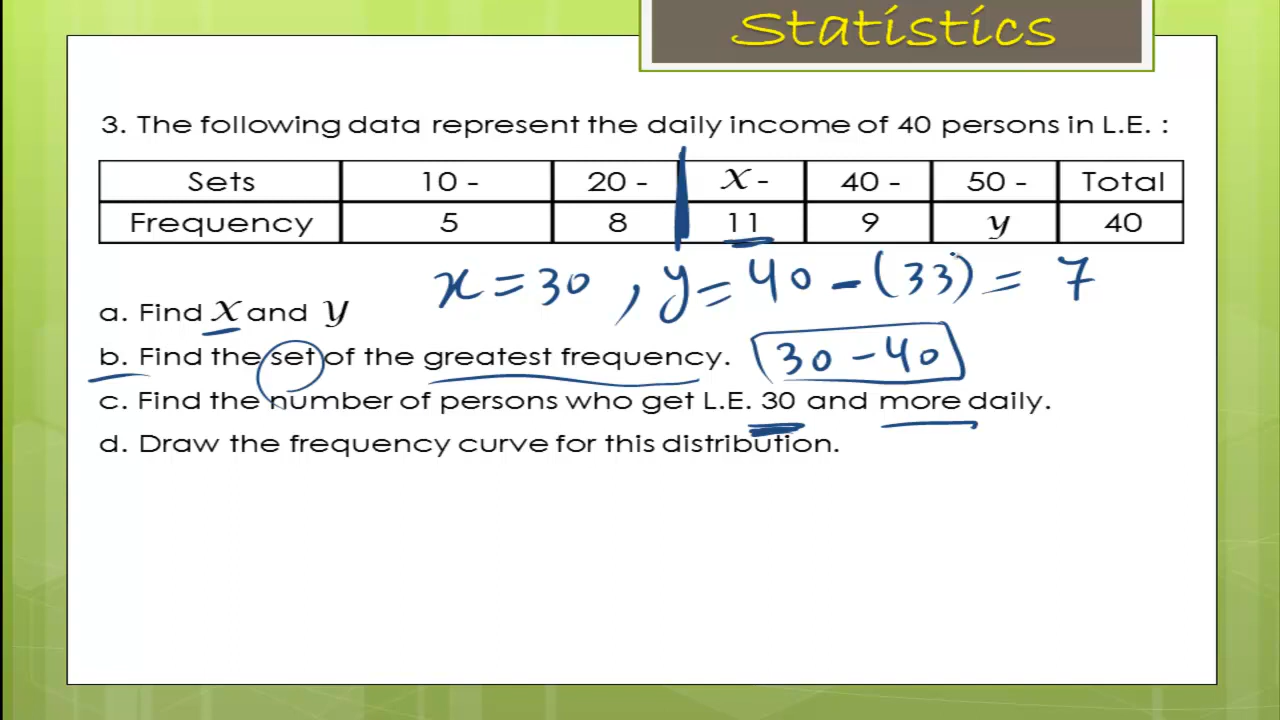 Statistics
3. The following data represent the daily income of 40 persons in L.E. :
Sets 10 - 20 - x - 40 - 50 - Total
Frequency 5 8 11 9 y 40
x = 30 , y = 40 - (33) = 7
a. Find x and y
b. Find the set of the greatest frequency. 30 - 40
c. Find the number of persons who get L.E. 30 and more daily.
d. Draw the frequency curve for this distribution.